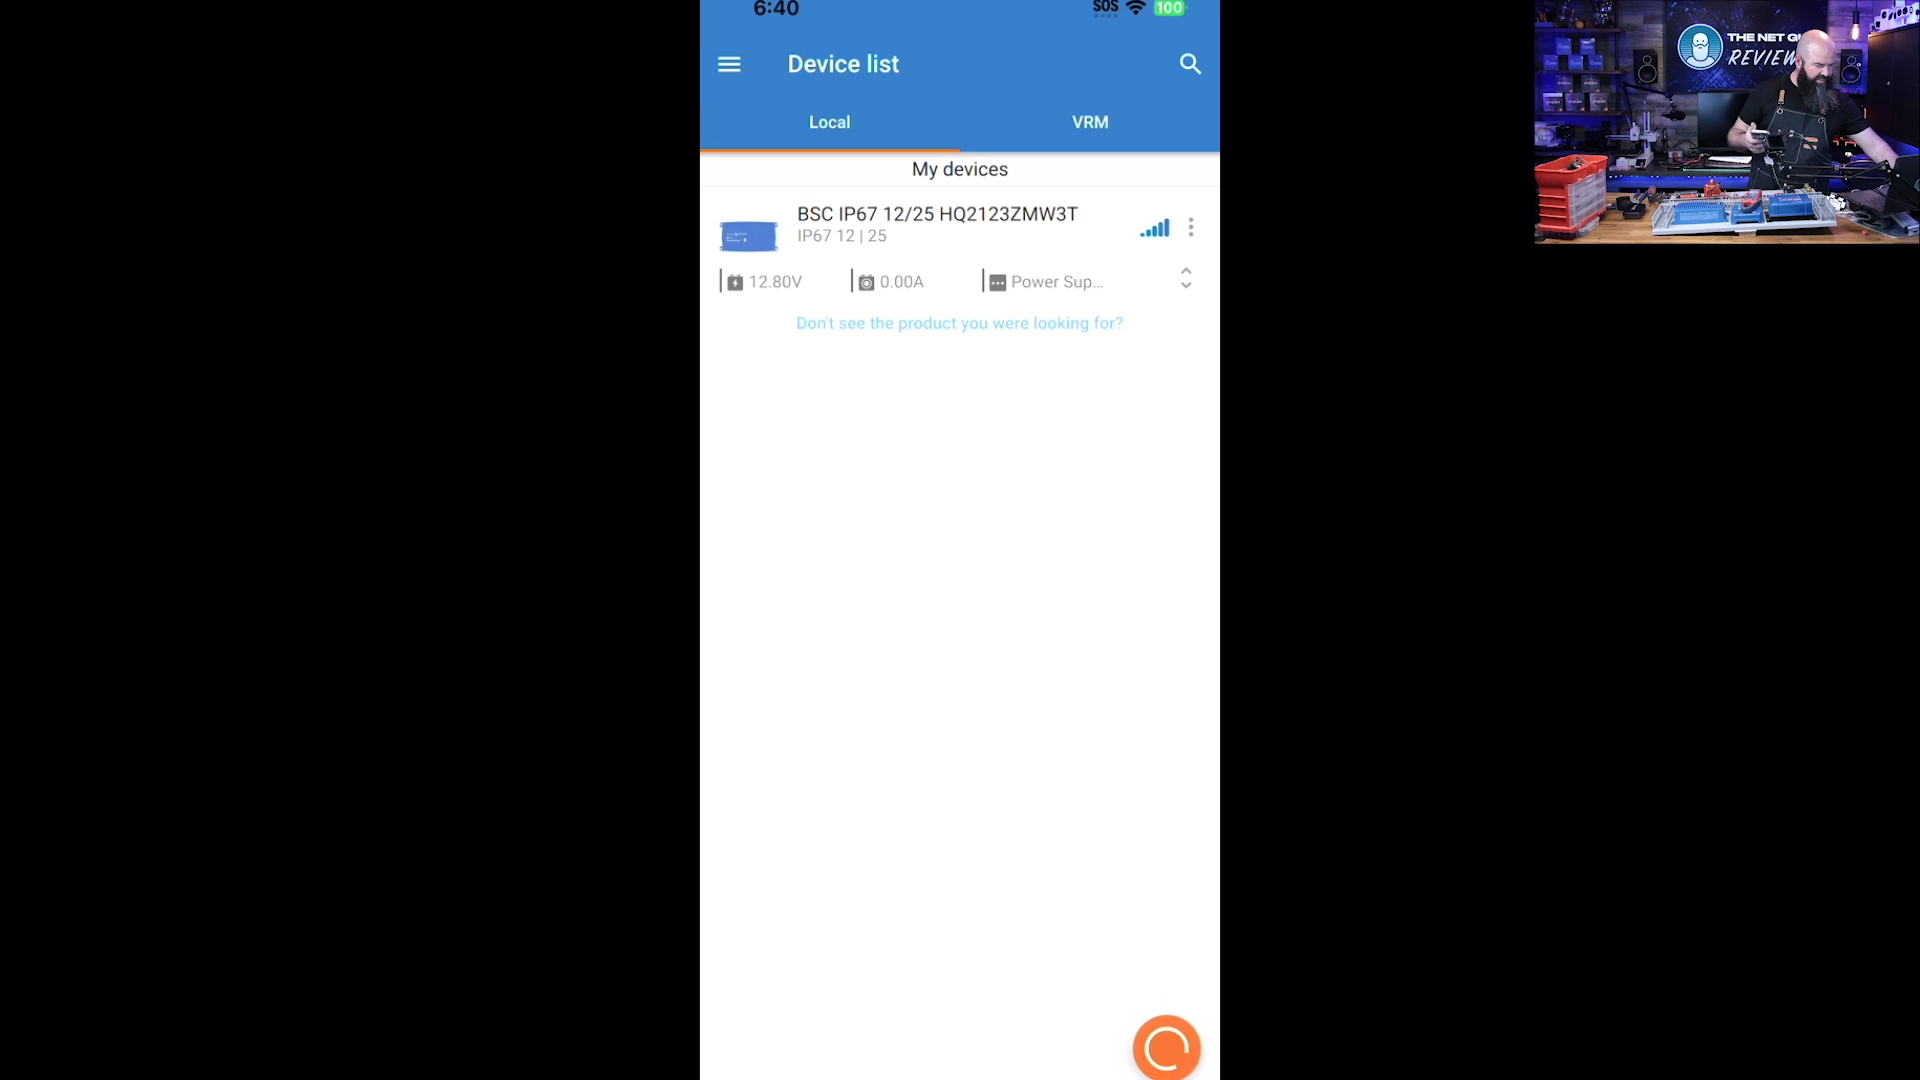 6:40
SOS
100
Device list
Local
VRM
My devices
BSC IP67 12/25 HQ2123ZMW3T
IP67 12 | 25
12.80V
0.00A
Power Sup...
Don't see the product you were looking for?
THE NET G
REVIEW